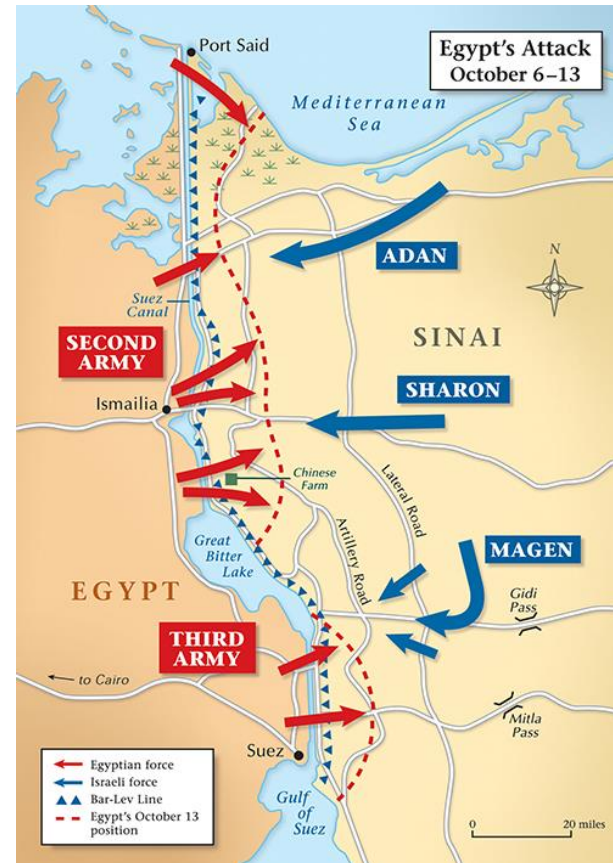 Port Said
Egypt's Attack
October 6–13
Mediterranean
Sea
ADAN
N
Suez
Canal
SINAI
SECOND
ARMY
SHARON
Ismailia
Chinese
Farm
Lateral Road
Artillery Road
Great
Bitter
Lake
MAGEN
EGYPT
Gidi
Pass
THIRD
ARMY
to Cairo
Mitla
Pass
Suez
Egyptian force
Israeli force
Bar-Lev Line
Egypt's October 13
position
Gulf
of
Suez
0 20 miles